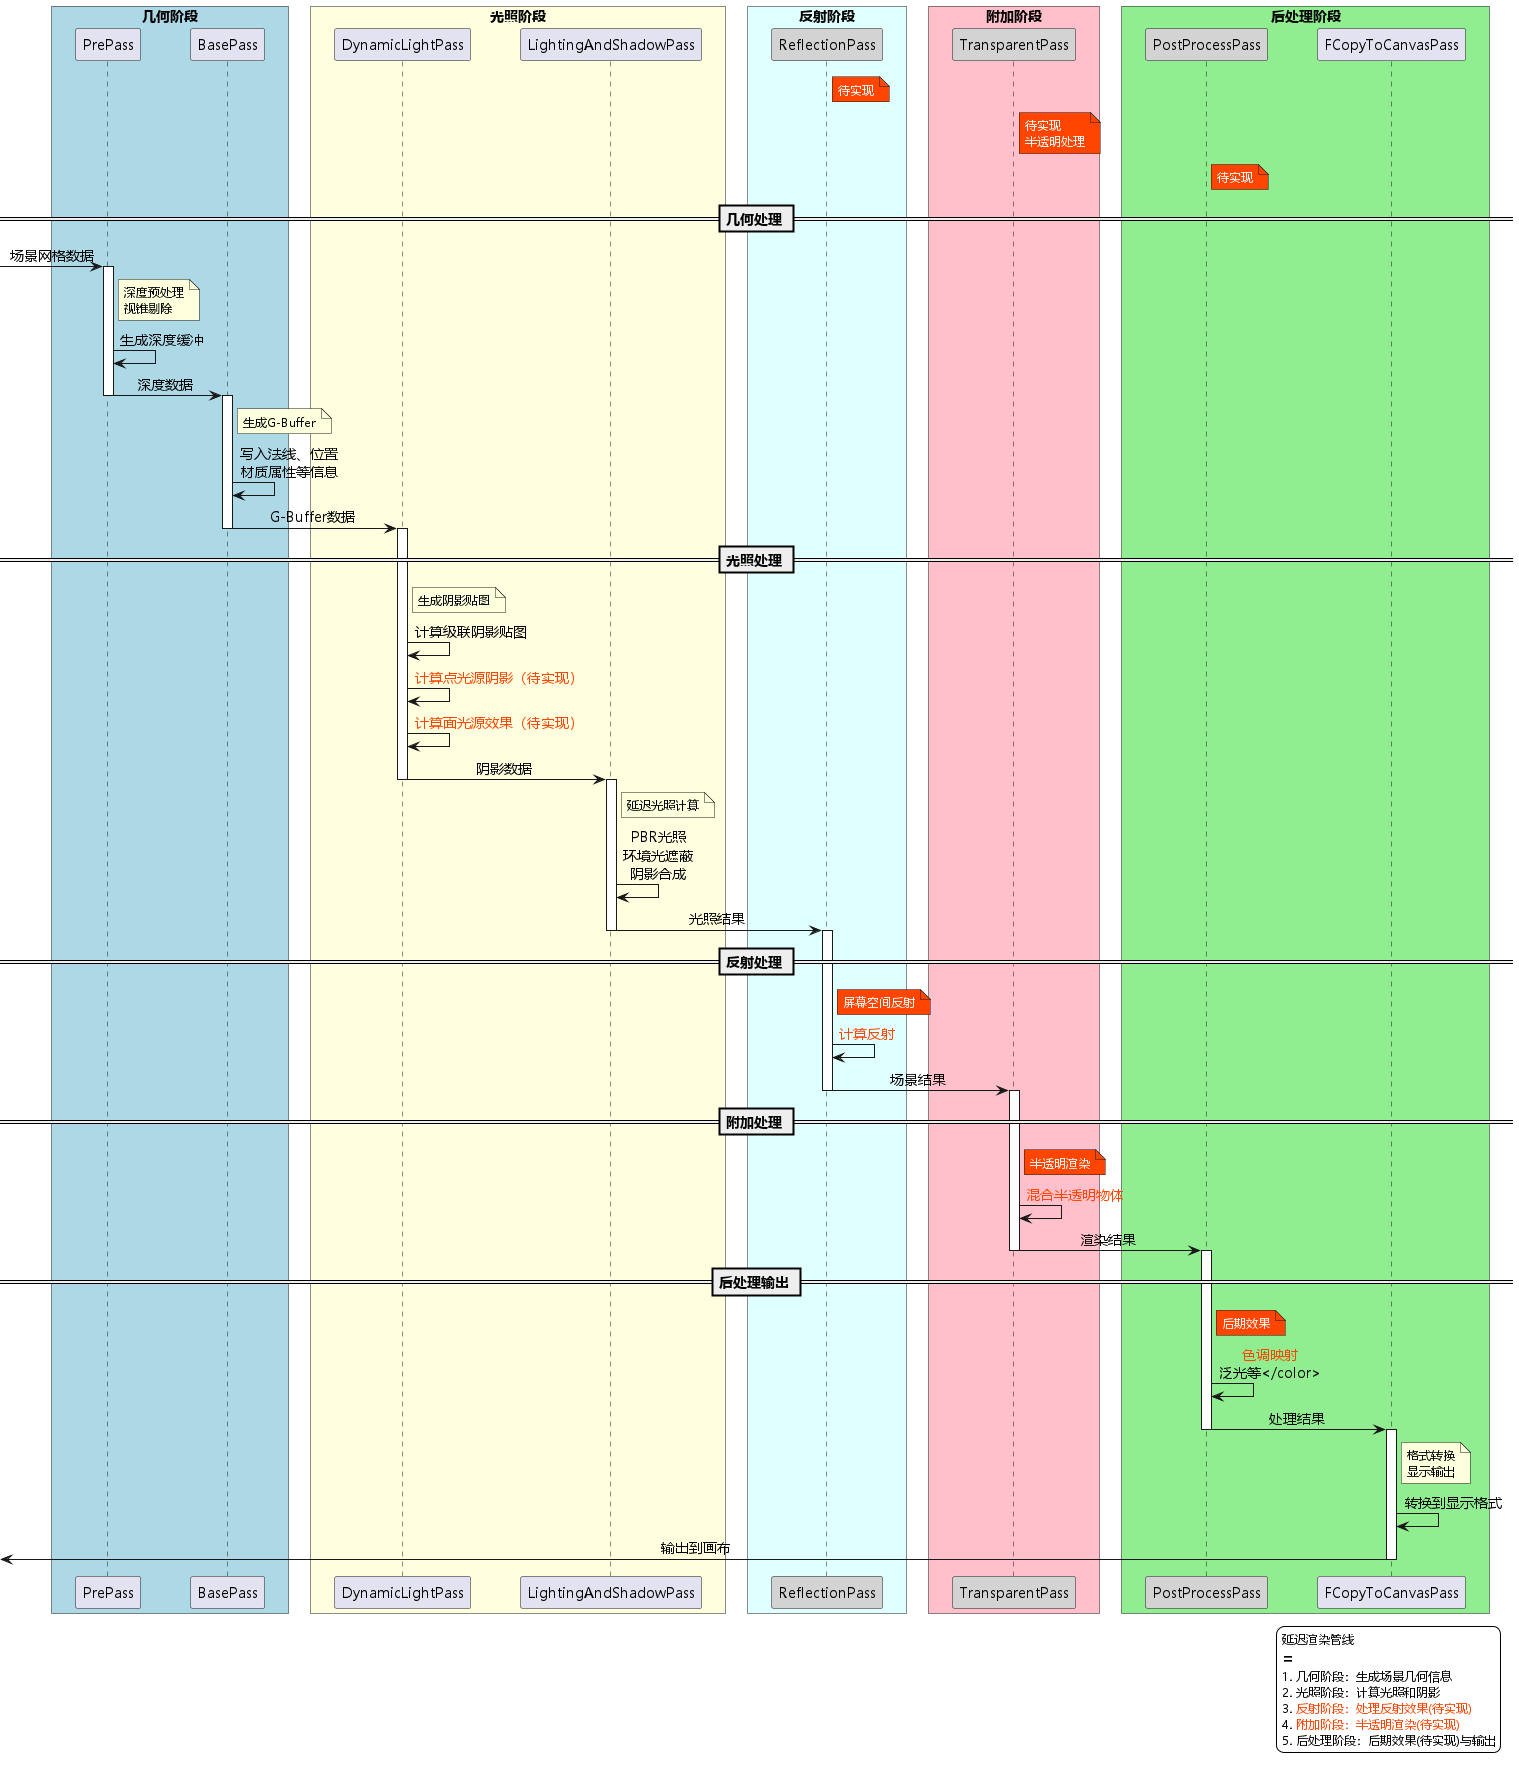 几何阶段
光照阶段
反射阶段
附加阶段
后处理阶段
PrePass
BasePass
DynamicLightPass
LightingAndShadowPass
ReflectionPass
TransparentPass
PostProcessPass
FCopyToCanvasPass
待实现
待实现
半透明处理
待实现
几何处理
场景网格数据
深度预处理
视锥剔除
生成深度缓冲
深度数据
生成G-Buffer
写入法线、位置
材质属性等信息
G-Buffer数据
光照处理
生成阴影贴图
计算级联阴影贴图
计算点光源阴影（待实现）
计算面光源效果（待实现）
阴影数据
延迟光照计算
PBR光照
环境光遮蔽
阴影合成
光照结果
反射处理
屏幕空间反射
计算反射
场景结果
附加处理
半透明渲染
混合半透明物体
渲染结果
后处理输出
后期效果
色调映射
泛光等</color>
处理结果
格式转换
显示输出
转换到显示格式
输出到画布
PrePass
BasePass
DynamicLightPass
LightingAndShadowPass
ReflectionPass
TransparentPass
PostProcessPass
FCopyToCanvasPass
延迟渲染管线
=
1. 几何阶段：生成场景几何信息
2. 光照阶段：计算光照和阴影
3. 反射阶段：处理反射效果(待实现)
4. 附加阶段：半透明渲染(待实现)
5. 后处理阶段：后期效果(待实现)与输出